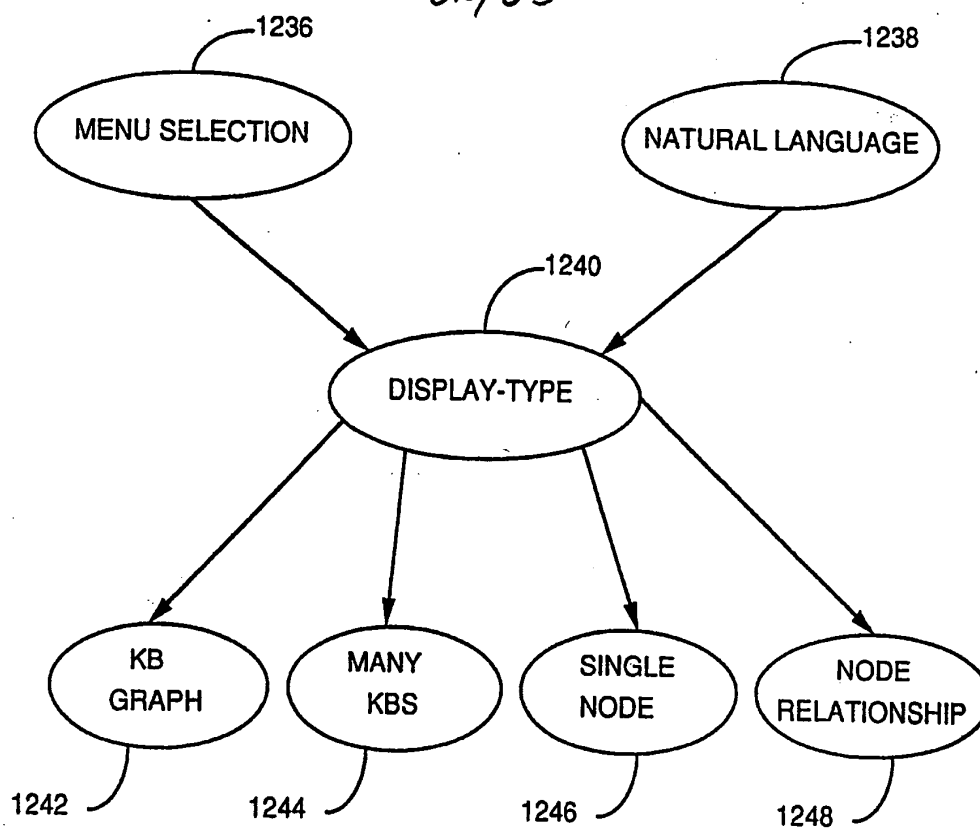 1236
1238
MENU SELECTION
NATURAL LANGUAGE
1240
DISPLAY-TYPE
KB
GRAPH
MANY
KBS
SINGLE
NODE
NODE
RELATIONSHIP
1242
1244
1246
1248